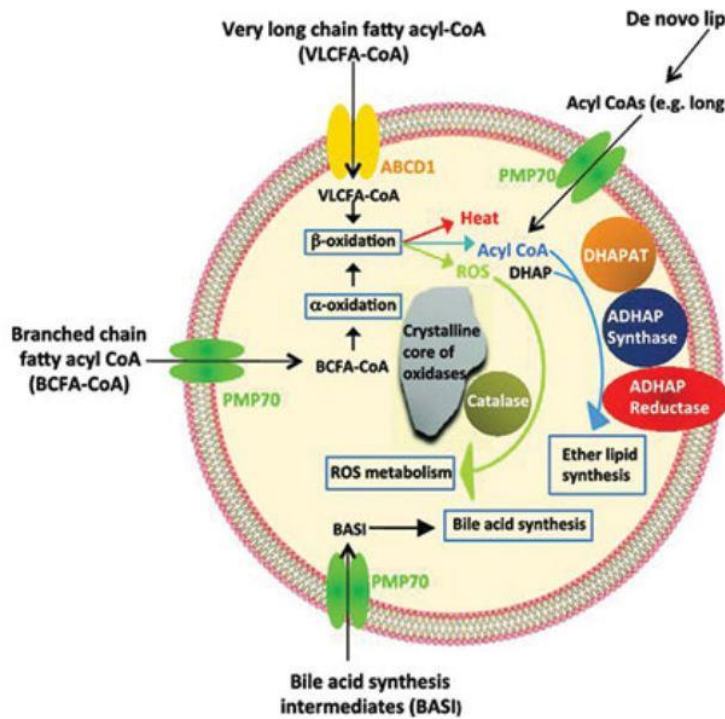 Very long chain fatty acyl-CoA
(VLCFA-CoA)
De novo lip
Acyl CoAs (e.g. long
ABCD1
PMP70
VLCFA-CoA
Heat
β-oxidation
Acyl CoA
DHAPAT
ROS
DHAP
α-oxidation
ADHAP
Synthase
Crystalline
core of
oxidases
Branched chain
fatty acyl CoA
(BCFA-CoA)
BCFA-CoA
PMP70
Catalase
ADHAP
Reductase
Ether lipid
synthesis
ROS metabolism
BASI
Bile acid synthesis
PMP70
Bile acid synthesis
intermediates (BASI)